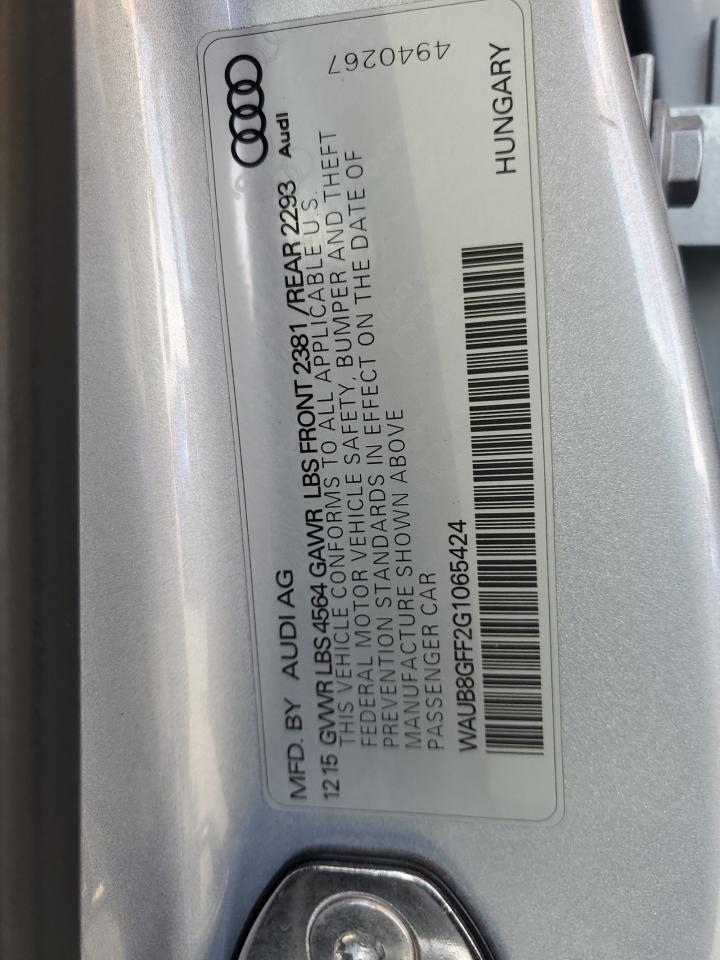 Audi
4940267
MFD. BY AUDI AG
12 15 GVWR LBS 4564 GAWR LBS FRONT 2381 /REAR 2293
THIS VEHICLE CONFORMS TO ALL APPLICABLE U.S.
FEDERAL MOTOR VEHICLE SAFETY, BUMPER AND THEFT
PREVENTION STANDARDS IN EFFECT ON THE DATE OF
MANUFACTURE SHOWN ABOVE
PASSENGER CAR
WAUB8GFF2G1065424
HUNGARY